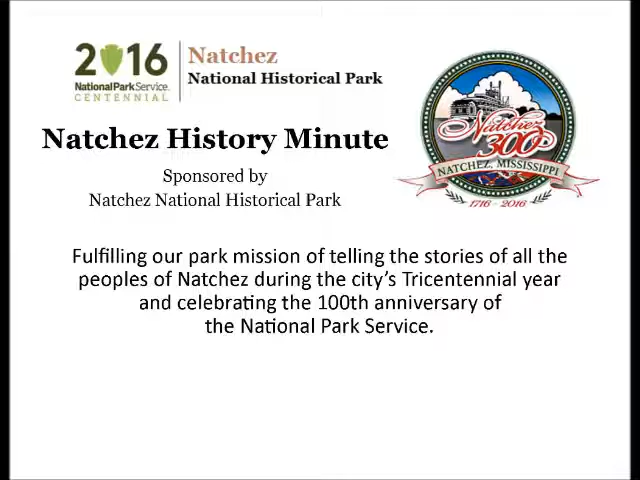 2016
National Park Service®
CENTENNIAL
Natchez
National Historical Park
Natchez History Minute
Sponsored by
Natchez National Historical Park
Natchez
300
NATCHEZ, MISSISSIPPI
1716 - 2016
Fulfilling our park mission of telling the stories of all the
peoples of Natchez during the city's Tricentennial year
and celebrating the 100th anniversary of
the National Park Service.